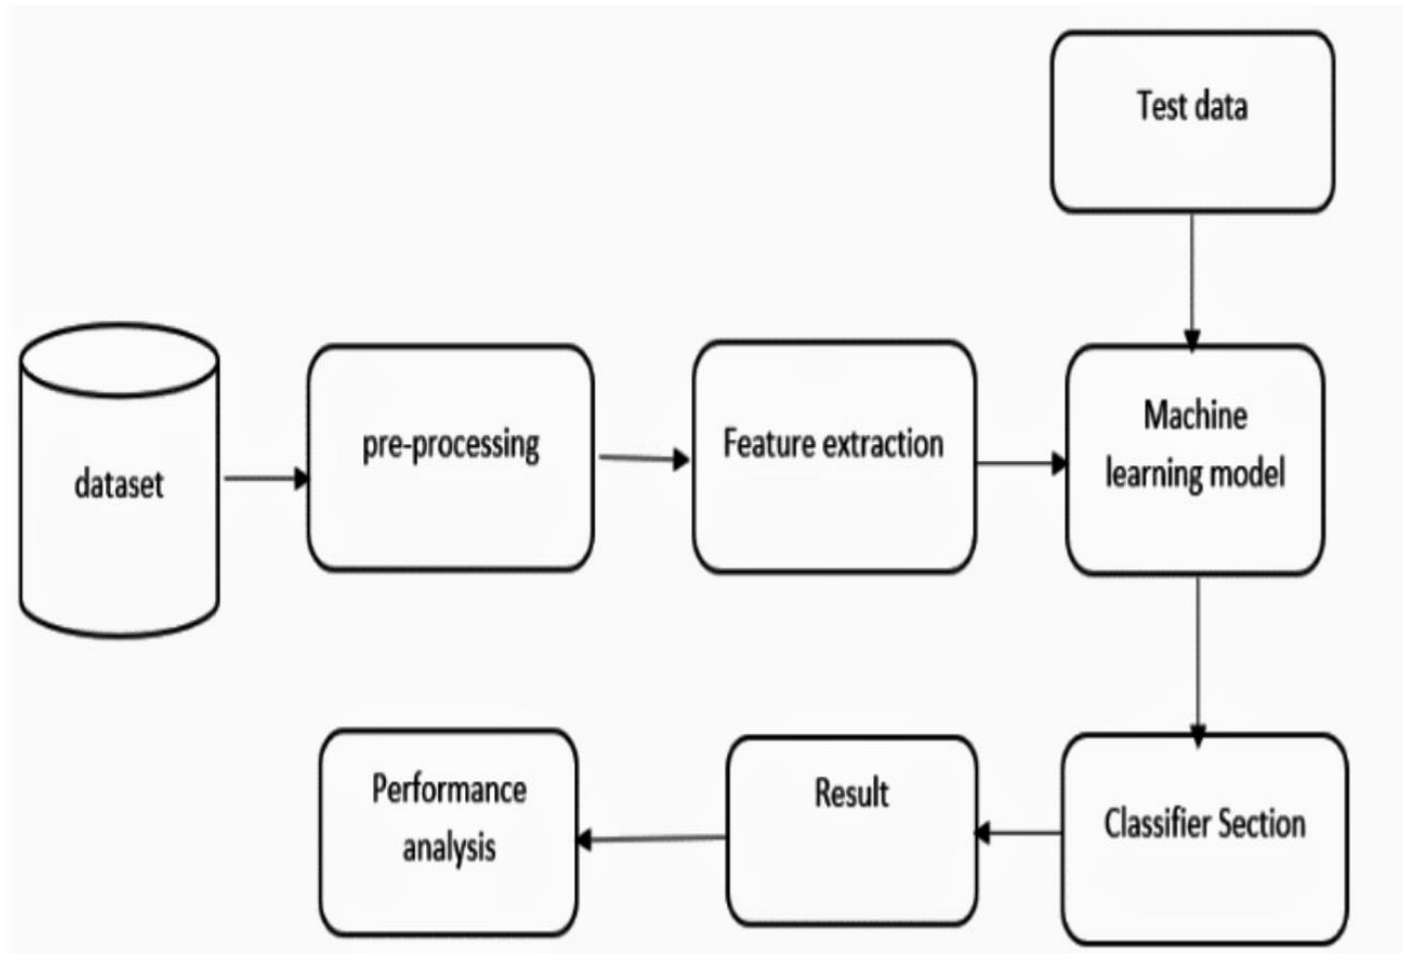 Test data
dataset
pre-processing
Feature extraction
Machine
learning model
Performance
analysis
Result
Classifier Section